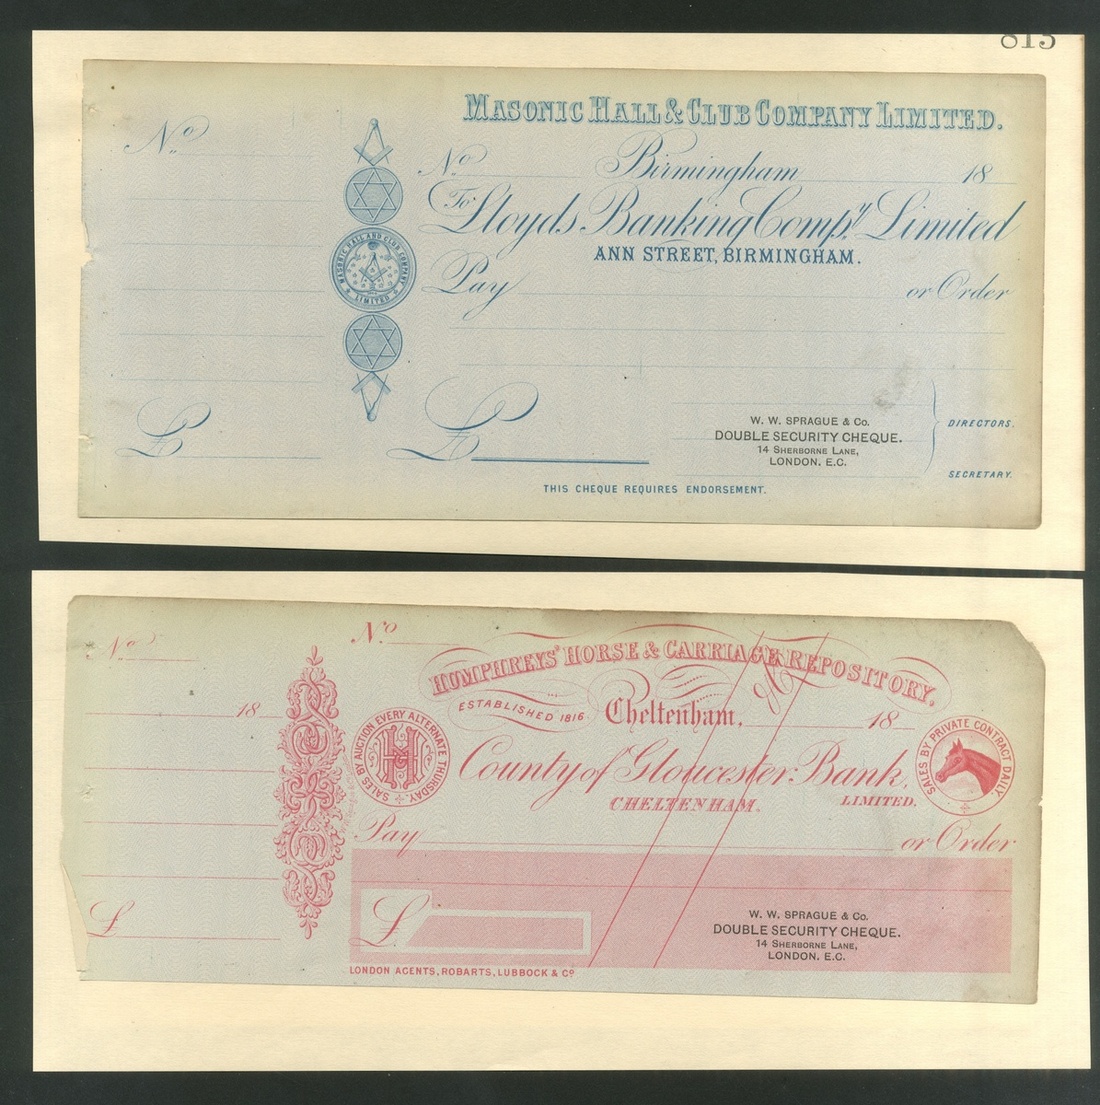 815
MASONIC HALL & CLUB COMPANY LIMITED.
No
No Birmingham 18
To Lloyds Banking Compy. Limited
ANN STREET, BIRMINGHAM.
MASONIC HALL AND CLUB COMPANY
LIMITED
Pay or Order
£
£
W. W. SPRAGUE & Co.
DOUBLE SECURITY CHEQUE.
14 SHERBORNE LANE,
LONDON. E.C.
DIRECTORS.
SECRETARY.
THIS CHEQUE REQUIRES ENDORSEMENT.
No
No
HUMPHREYS' HORSE & CARRIAGE REPOSITORY.
ESTABLISHED 1816.
Cheltenham, 18
18
& Co
SALES BY AUCTION EVERY ALTERNATE THURSDAY.
H
County of Gloucester Bank,
CHELTENHAM. LIMITED.
SALES BY PRIVATE CONTRACT DAILY
Pay or Order
£
£
W. W. SPRAGUE & Co.
DOUBLE SECURITY CHEQUE.
14 SHERBORNE LANE,
LONDON. E.C.
LONDON AGENTS, ROBARTS, LUBBOCK & Co